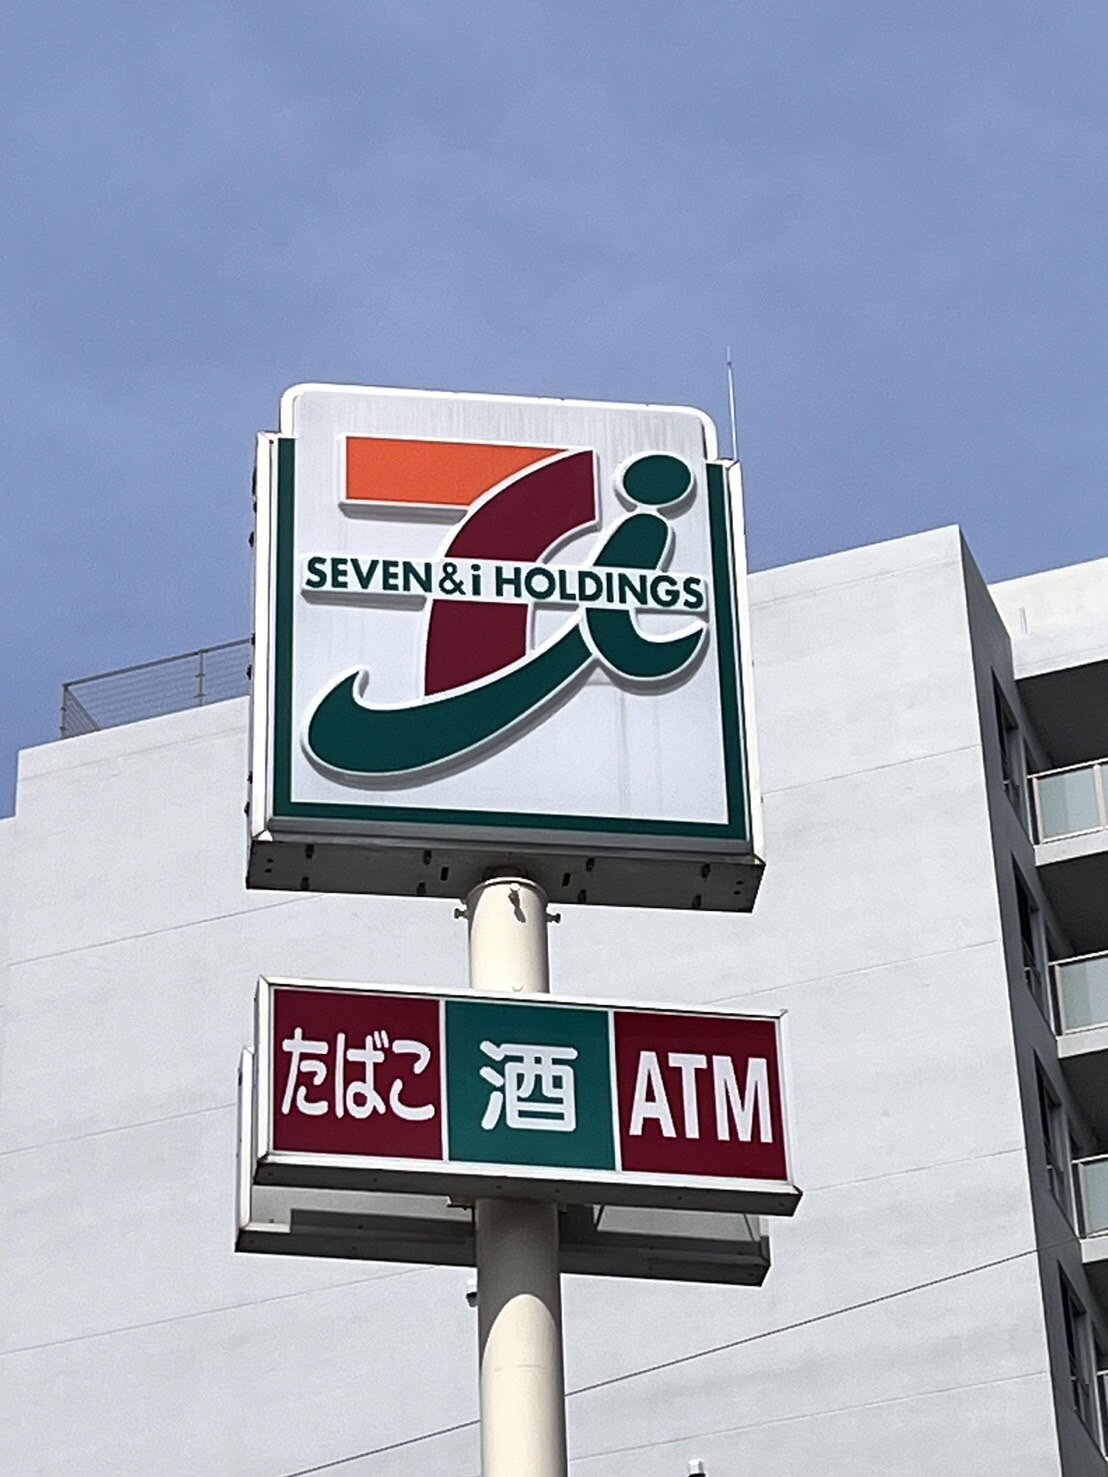 SEVEN&i HOLDINGS
たばこ 酒 ATM